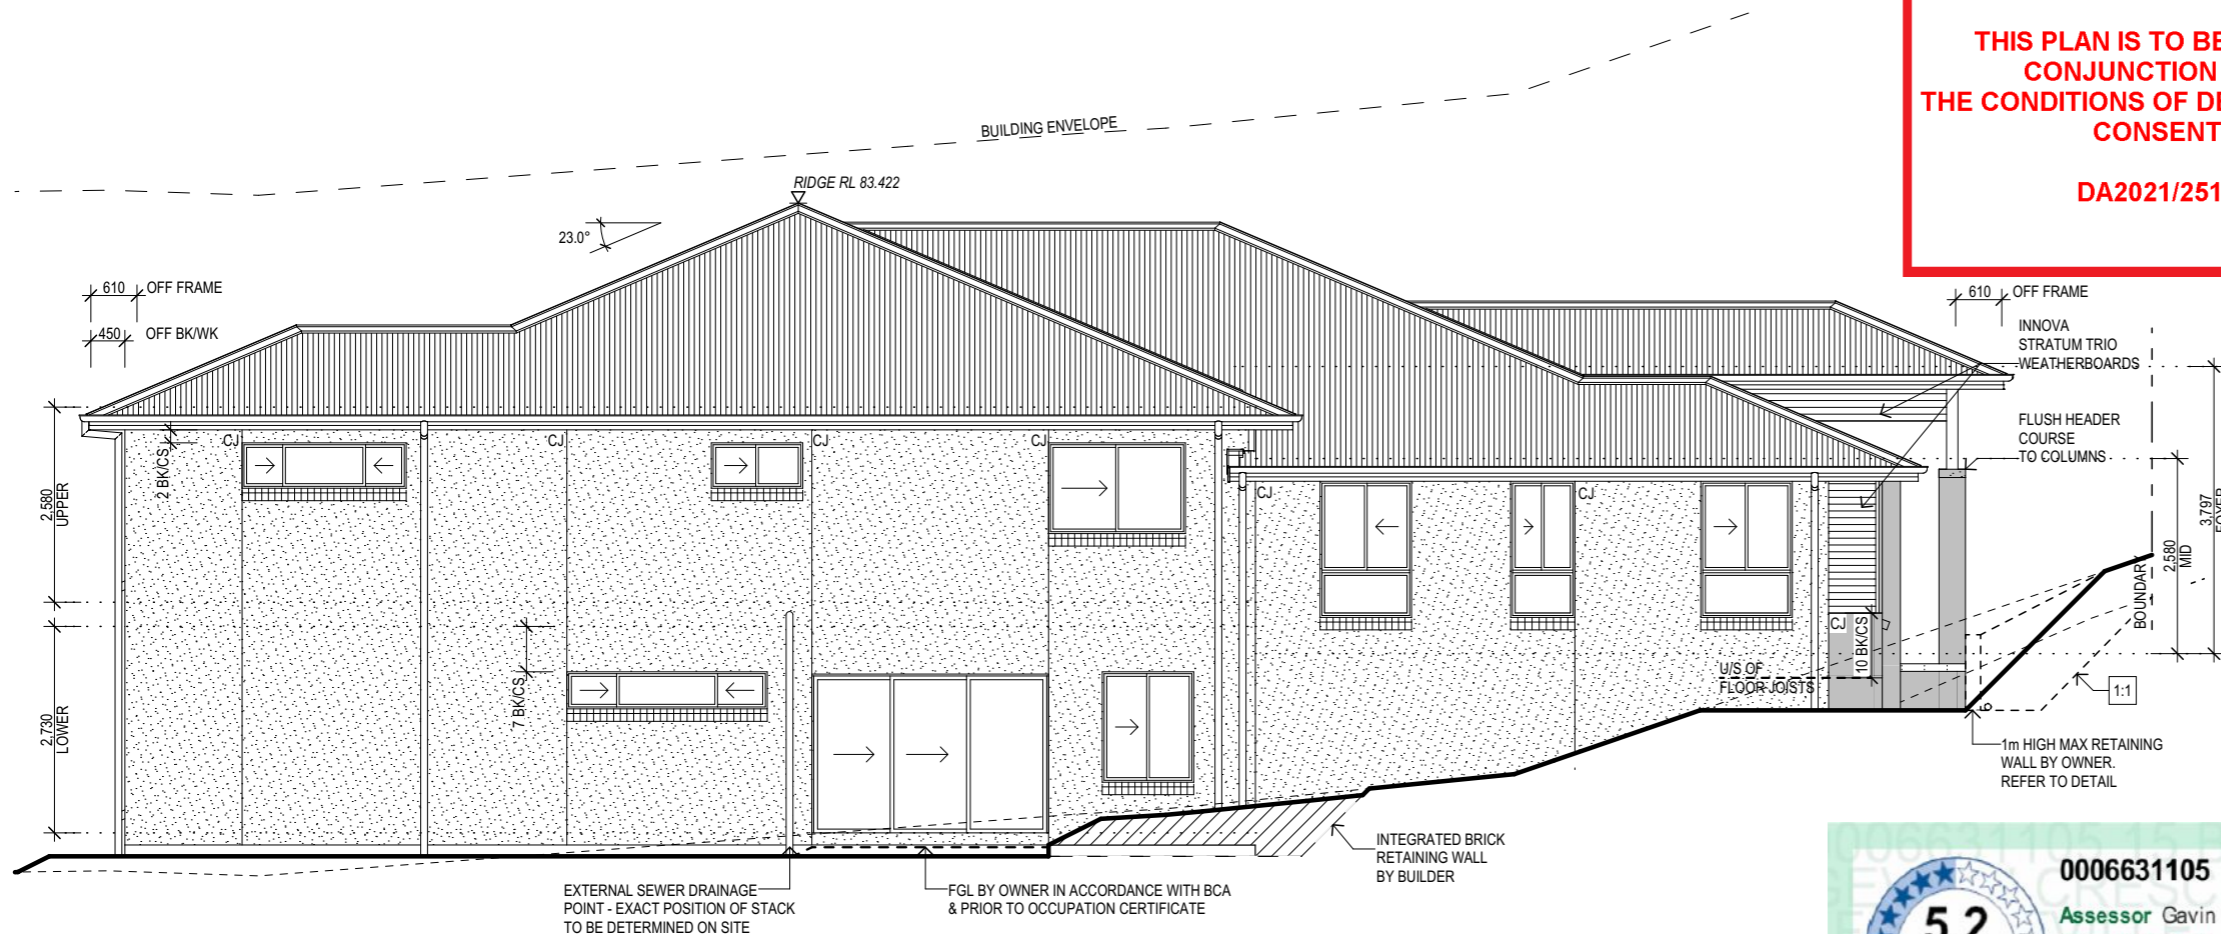 THIS PLAN IS TO BE
CONJUNCTION
THE CONDITIONS OF DE
CONSENT
DA2021/251
BUILDING ENVELOPE
RIDGE RL 83.422
23.0°
610 OFF FRAME
450 OFF BK/WK
610 OFF FRAME
INNOVA
STRATUM TRIO
WEATHERBOARDS
FLUSH HEADER
COURSE
TO COLUMNS
2,580
UPPER
2,730
LOWER
2 BK/CS
7 BK/CS
CJ
CJ
CJ
CJ
CJ
CJ
CJ
10 BK/CS
U/S OF
FLOOR JOISTS
BOUNDARY
2,580
MID
3,797
FOYER
1:1
1m HIGH MAX RETAINING
WALL BY OWNER.
REFER TO DETAIL
INTEGRATED BRICK
RETAINING WALL
BY BUILDER
EXTERNAL SEWER DRAINAGE
POINT - EXACT POSITION OF STACK
TO BE DETERMINED ON SITE
FGL BY OWNER IN ACCORDANCE WITH BCA
& PRIOR TO OCCUPATION CERTIFICATE
0006631105
5.2
Assessor Gavin